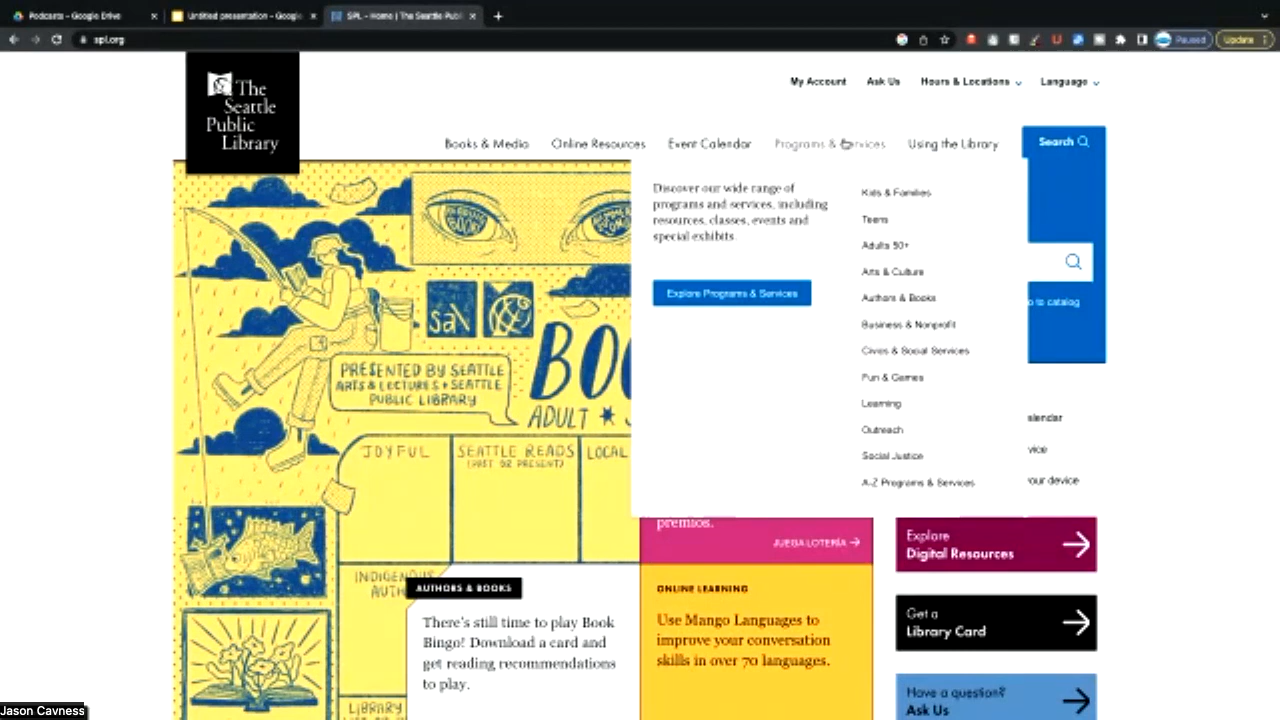 Podcasts - Google Drive
Untitled presentation - Google
SPL - Home | The Seattle Publ
spl.org
Paused
Update
The
Seattle
Public
Library
My Account
Ask Us
Hours & Locations
Language
Books & Media
Online Resources
Event Calendar
Programs & Services
Using the Library
Search
Discover our wide range of
programs and services, including
resources, classes, events and
special exhibits
Explore Programs & Services
Kids & Families
Teens
Adults 50+
Arts & Culture
Authors & Books
Business & Nonprofit
Civics & Social Services
Fun & Games
Learning
Outreach
Social Justice
A-Z Programs & Services
o to catalog
alendar
vice
our device
sal
PRESENTED BY SEATTLE
ARTS & LECTURES + SEATTLE
PUBLIC LIBRARY
BO
ADULT
JOYFUL
SEATTLE READS
(PAST OR PRESENT)
LOCAL
INDIGENOUS
AUTH
LIBRARY
AUTHORS & BOOKS
There's still time to play Book
Bingo! Download a card and
get reading recommendations
to play.
premios.
JUEGA LOTERÍA
ONLINE LEARNING
Use Mango Languages to
improve your conversation
skills in over 70 languages.
Explore
Digital Resources
Get a
Library Card
Have a question?
Ask Us
Jason Cavness